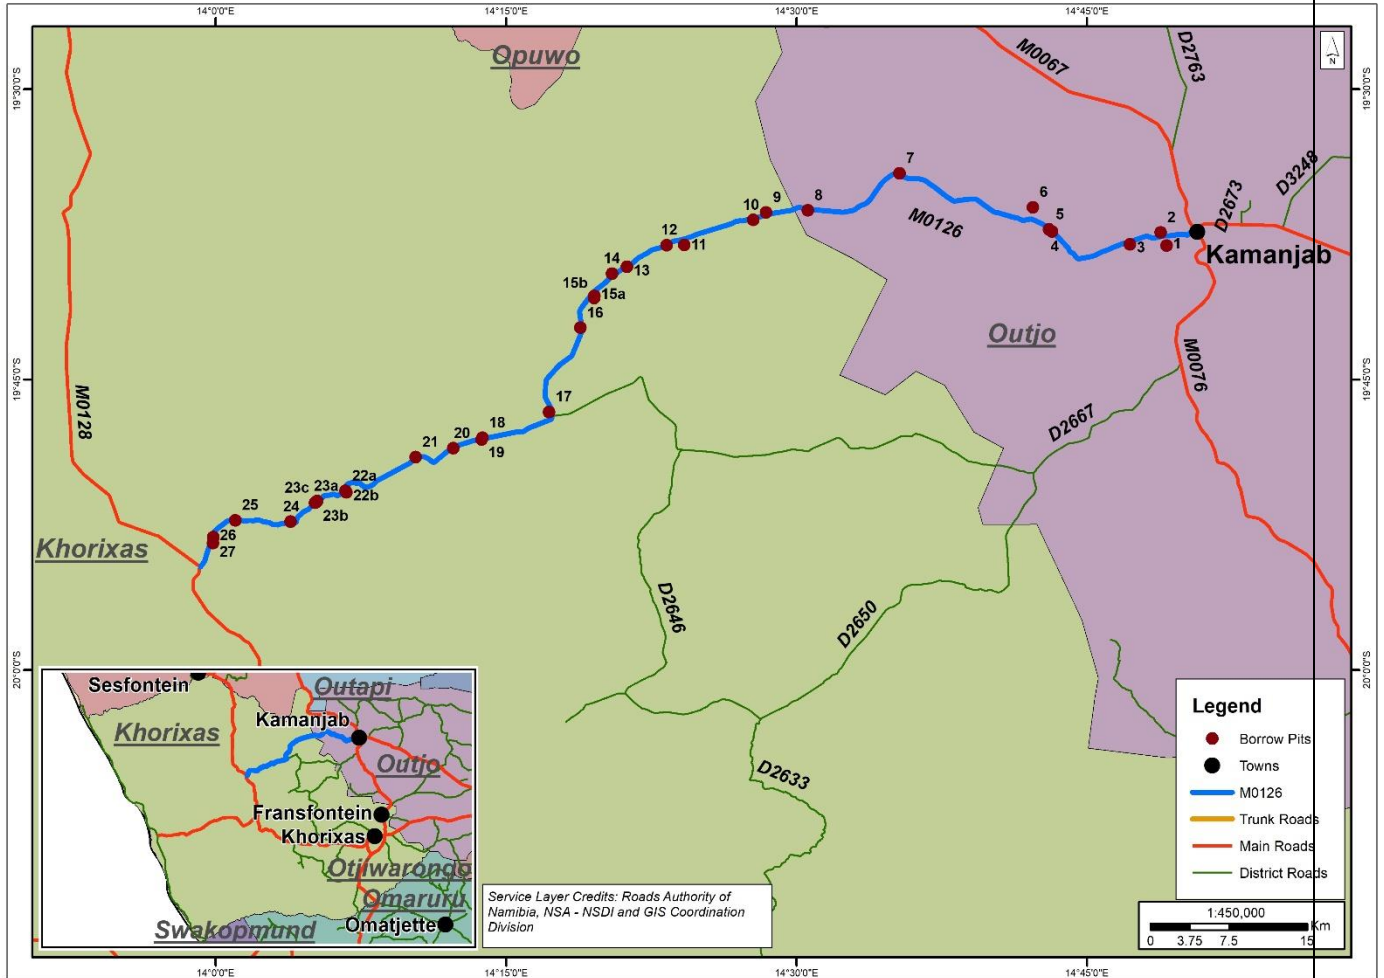 14°0'0"E
14°15'0"E
14°30'0"E
14°45'0"E
19°30'0"S
19°45'0"S
20°0'0"S
19°30'0"S
19°45'0"S
20°0'0"S
N
Opuwo
M0067
D2763
D3248
D2673
7
6
5
4
3
2
1
Kamanjab
M0126
8
9
10
11
12
13
14
15b
15a
16
Outjo
M0076
M0128
D2667
17
18
19
20
21
22a
22b
23c
23a
23b
24
25
26
27
Khorixas
D2646
D2650
D2633
Sesfontein
Outapi
Khorixas
Kamanjab
Outjo
Fransfontein
Khorixas
Otjiwarongo
Omaruru
Omatjette
Swakopmund
Service Layer Credits: Roads Authority of
Namibia, NSA - NSDI and GIS Coordination
Division
Legend
Borrow Pits
Towns
M0126
Trunk Roads
Main Roads
District Roads
1:450,000
Km
0 3.75 7.5 15
14°0'0"E
14°15'0"E
14°30'0"E
14°45'0"E